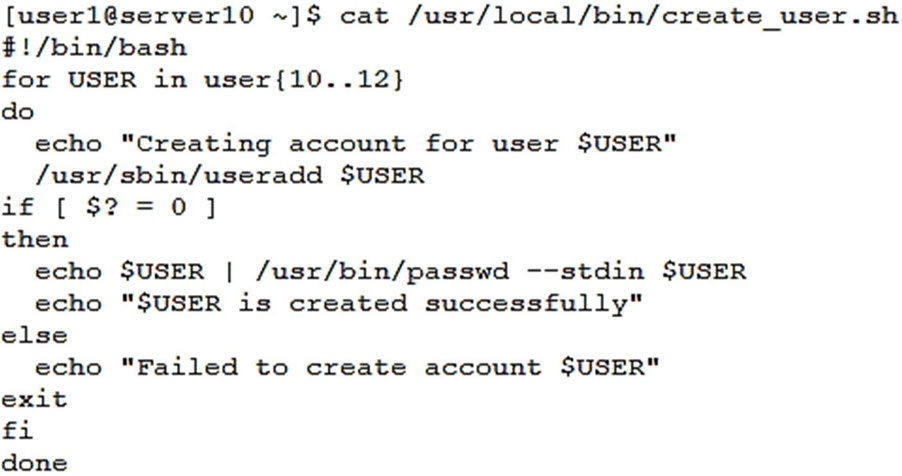 [user1@server10 ~]$ cat /usr/local/bin/create_user.sh
#!/bin/bash
for USER in user{10..12}
do
  echo "Creating account for user $USER"
  /usr/sbin/useradd $USER
if [ $? = 0 ]
then
  echo $USER | /usr/bin/passwd --stdin $USER
  echo "$USER is created successfully"
else
  echo "Failed to create account $USER"
exit
fi
done